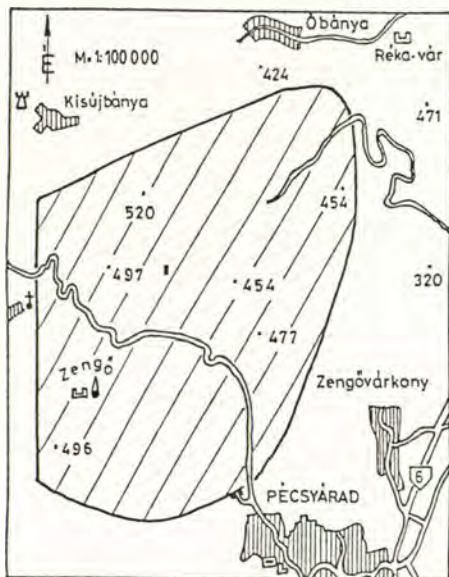 Óbánya
É
M.1:100 000
Réka-vár
424
Kisújbánya
471
520
454
497
454
320
477
Zengő
Zengővárkony
496
6
PÉCSVÁRAD